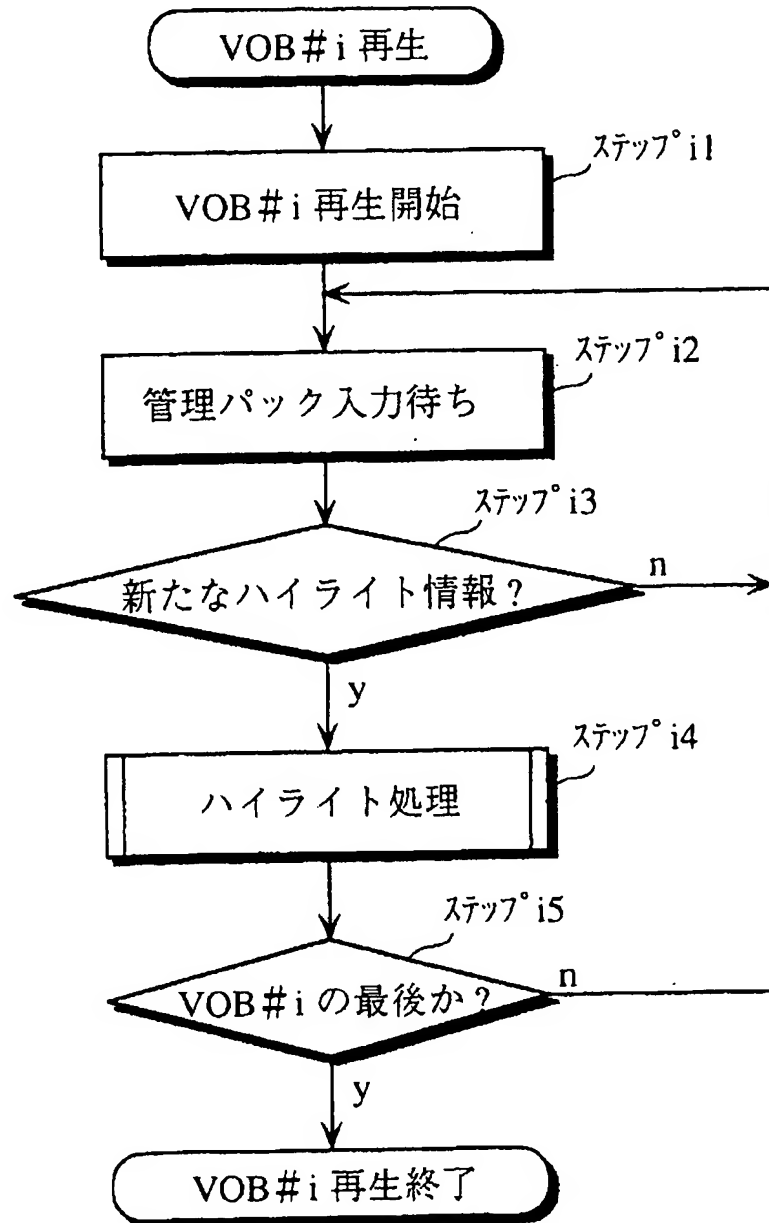 VOB#i 再生
ステップ i1
VOB#i 再生開始
ステップ i2
管理パック入力待ち
ステップ i3
新たなハイライト情報?
n
y
ステップ i4
ハイライト処理
ステップ i5
VOB#i の最後か?
n
y
VOB#i 再生終了